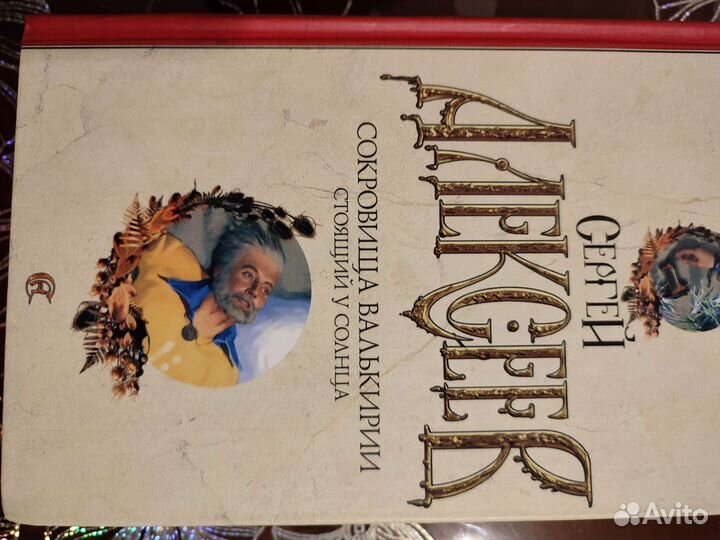 СЕРГЕЙ
АЛЕКСЕЕВ
СОКРОВИЩА ВАЛЬКИРИИ
СТОЯЩИЙ У СОЛНЦА
Avito